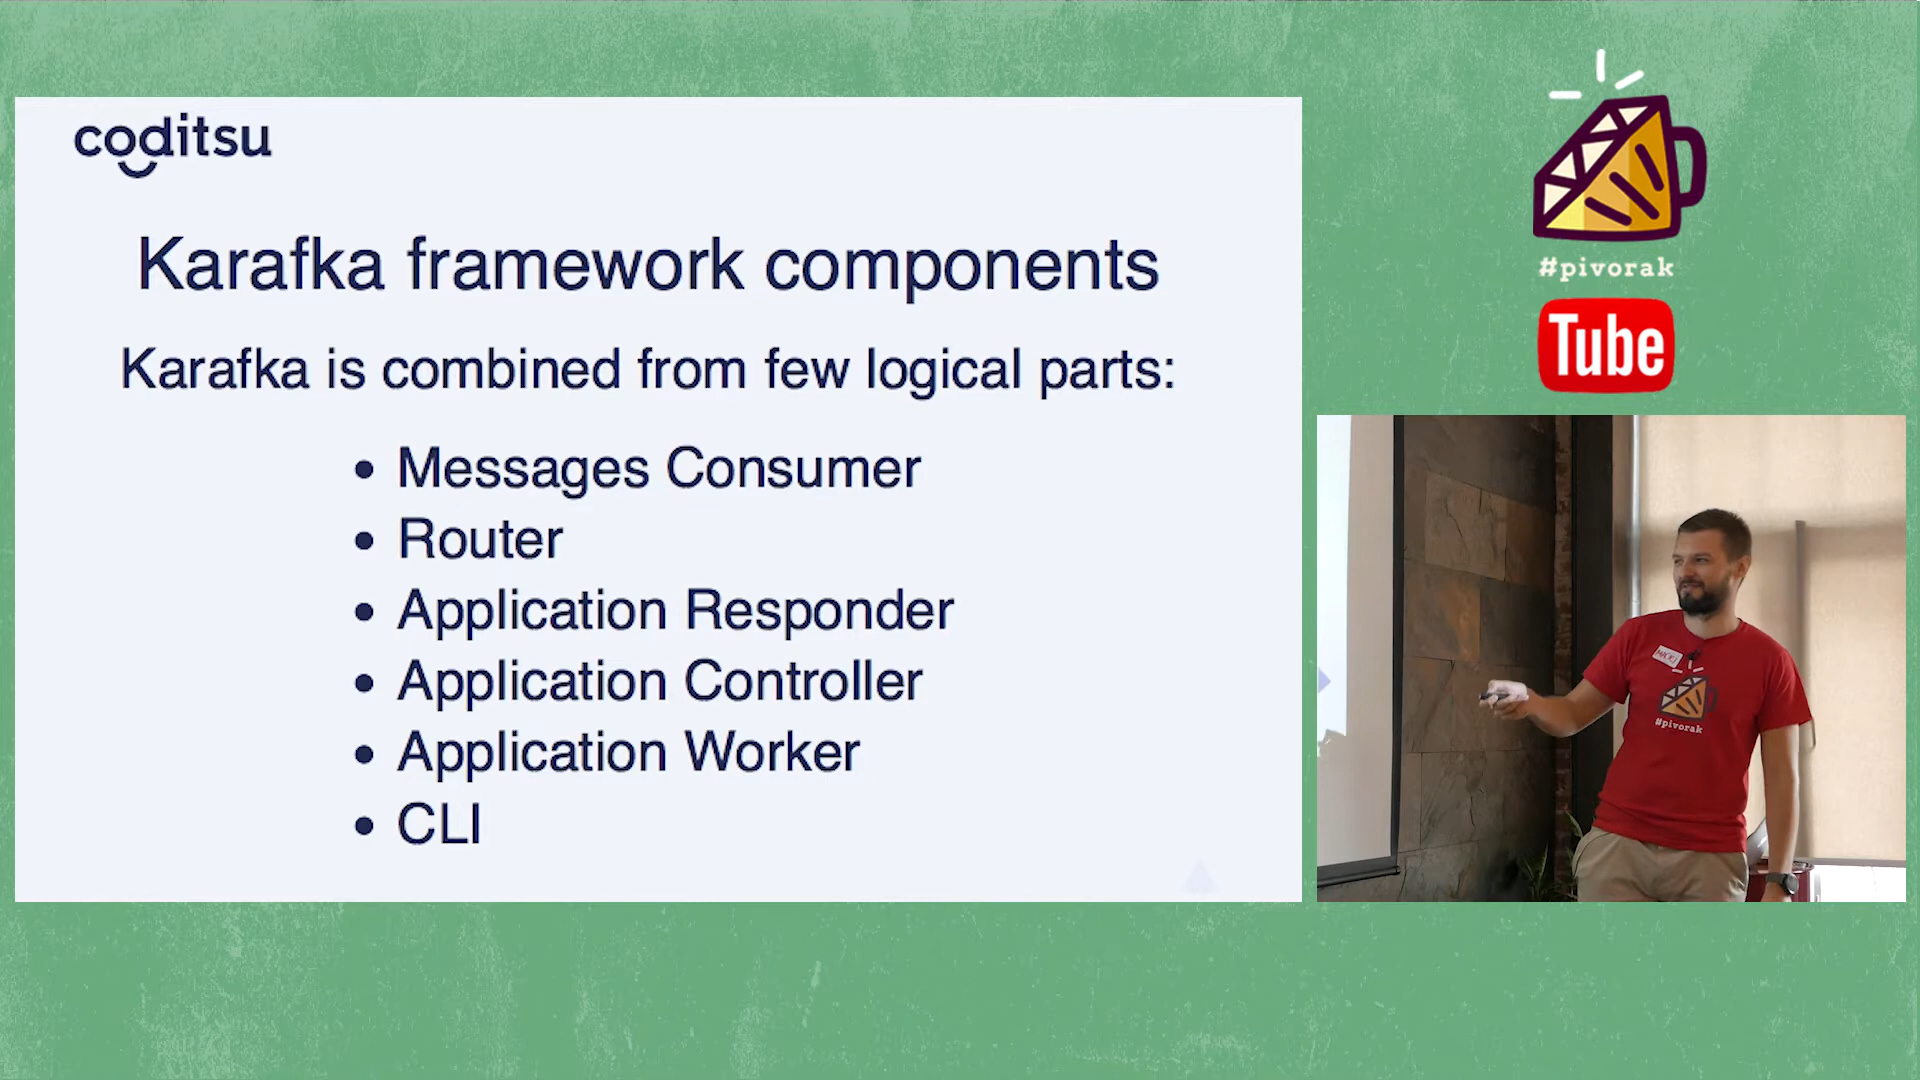 coditsu
Karafka framework components
Karafka is combined from few logical parts:
• Messages Consumer
• Router
• Application Responder
• Application Controller
• Application Worker
• CLI
#pivorak
Tube
#pivorak